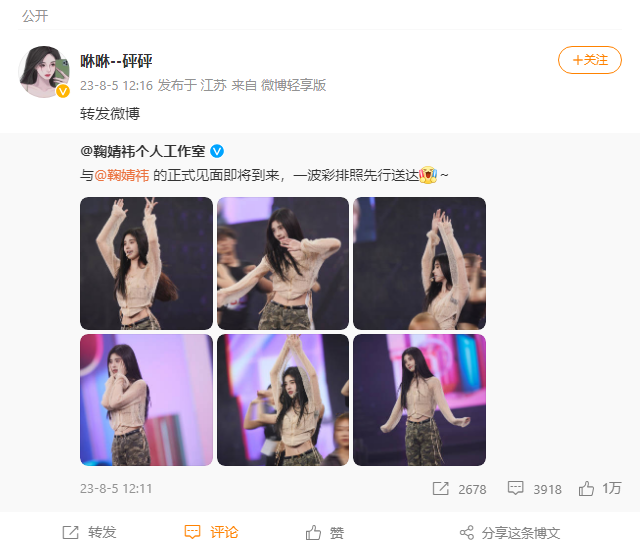 公开
咻咻--砰砰
+关注
23-8-5 12:16 发布于 江苏 来自 微博轻享版
转发微博
@鞠婧祎个人工作室
与@鞠婧祎 的正式见面即将到来，一波彩排照先行送达~
23-8-5 12:11
2678
3918
1万
转发
评论
赞
分享这条博文